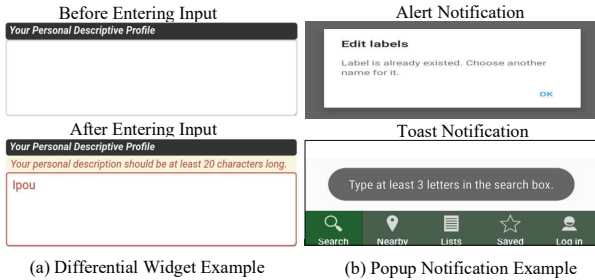 Before Entering Input
Your Personal Descriptive Profile
After Entering Input
Your Personal Descriptive Profile
Your personal description should be at least 20 characters long.
Ipou
(a) Differential Widget Example
Alert Notification
Edit labels
Label is already existed. Choose another
name for it.
OK
Toast Notification
Type at least 3 letters in the search box.
Search Nearby Lists Saved Log in
(b) Popup Notification Example